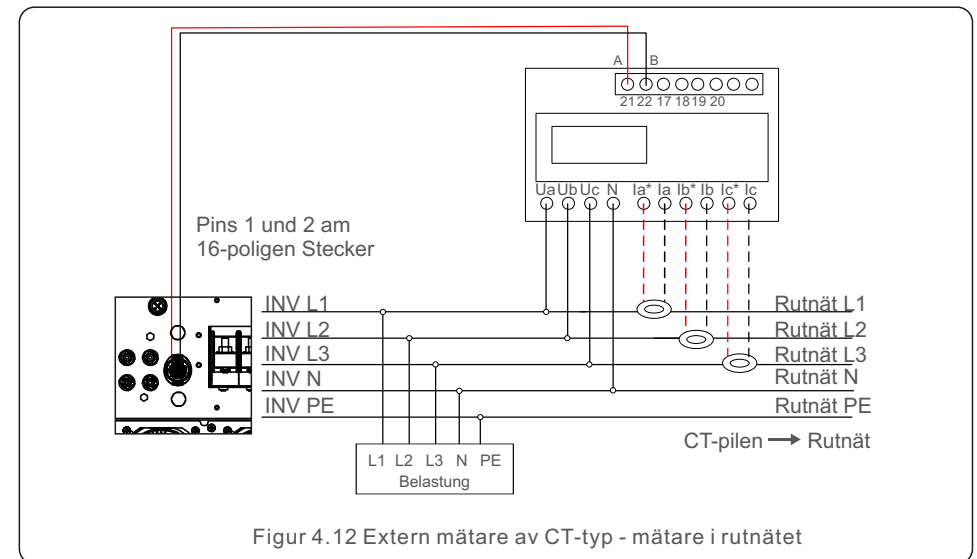 A B
21 22 17 18 19 20
Ua Ub Uc N Ia* Ia Ib* Ib Ic* Ic
Pins 1 und 2 am
16-poligen Stecker
INV L1 Rutnät L1
INV L2 Rutnät L2
INV L3 Rutnät L3
INV N Rutnät N
INV PE Rutnät PE
CT-pilen → Rutnät
L1 L2 L3 N PE
Belastung
Figur 4.12 Extern mätare av CT-typ - mätare i rutnätet